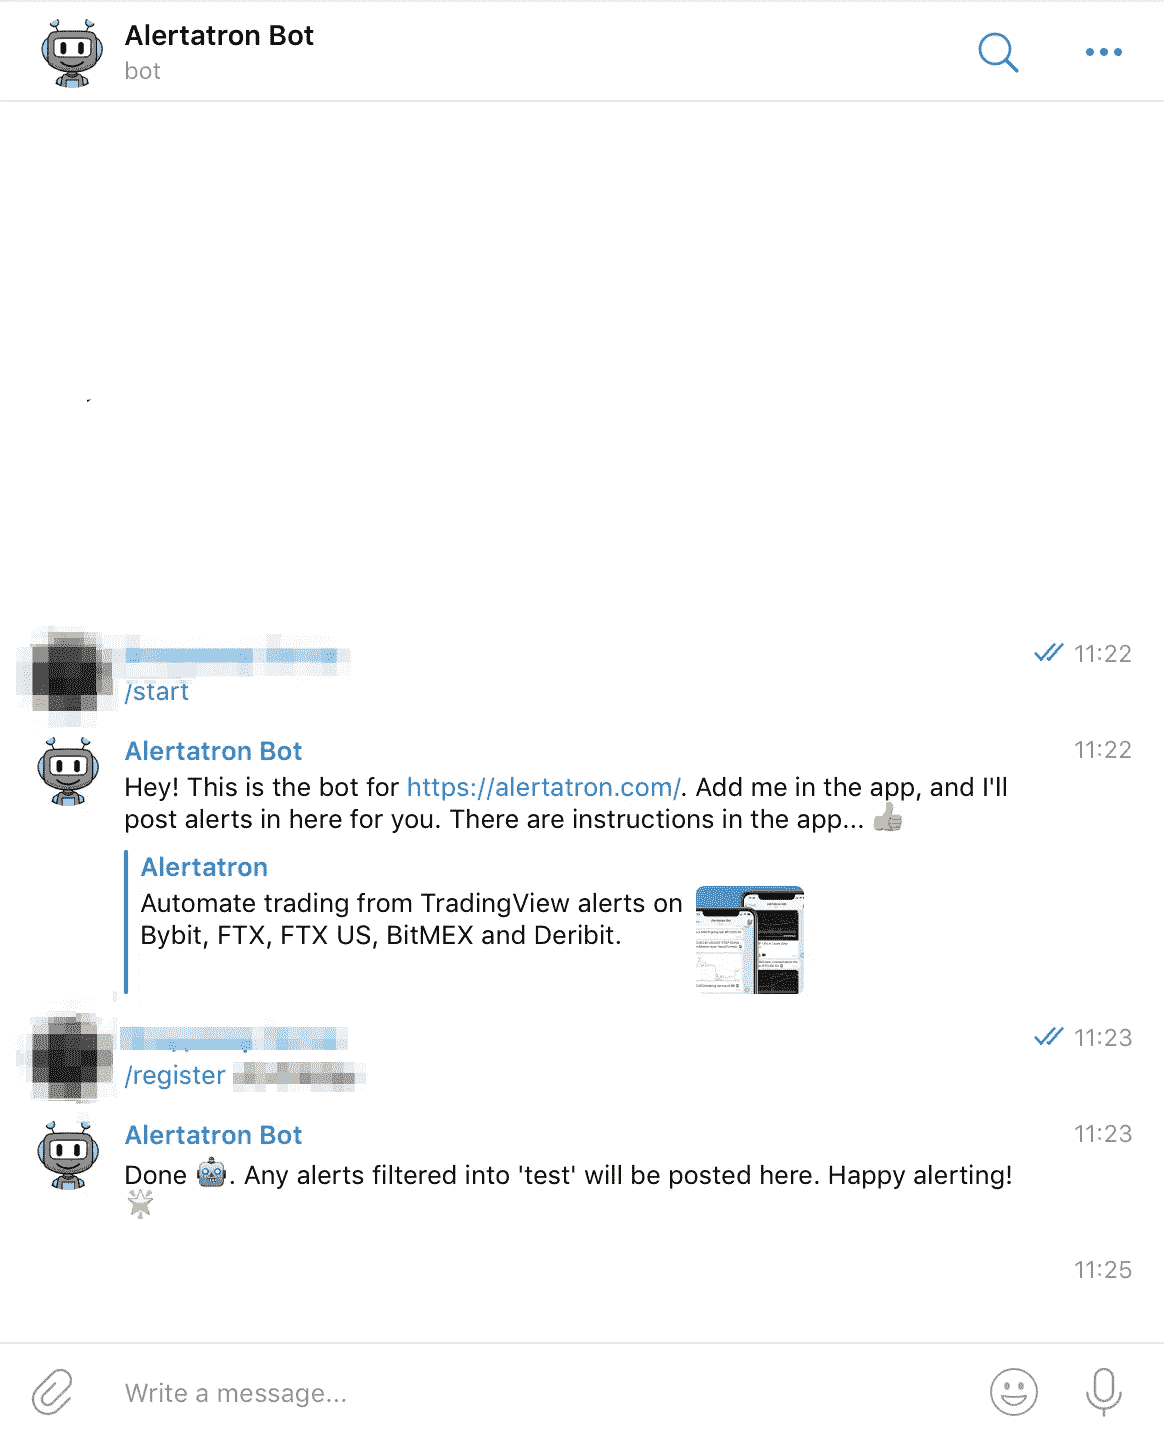 Alertatron Bot
bot
11:22
/start
Alertatron Bot
11:22
Hey! This is the bot for https://alertatron.com/. Add me in the app, and I'll
post alerts in here for you. There are instructions in the app...
Alertatron
Automate trading from TradingView alerts on
Bybit, FTX, FTX US, BitMEX and Deribit.
11:23
/register
Alertatron Bot
11:23
Done 🤖. Any alerts filtered into 'test' will be posted here. Happy alerting!
11:25
Write a message...